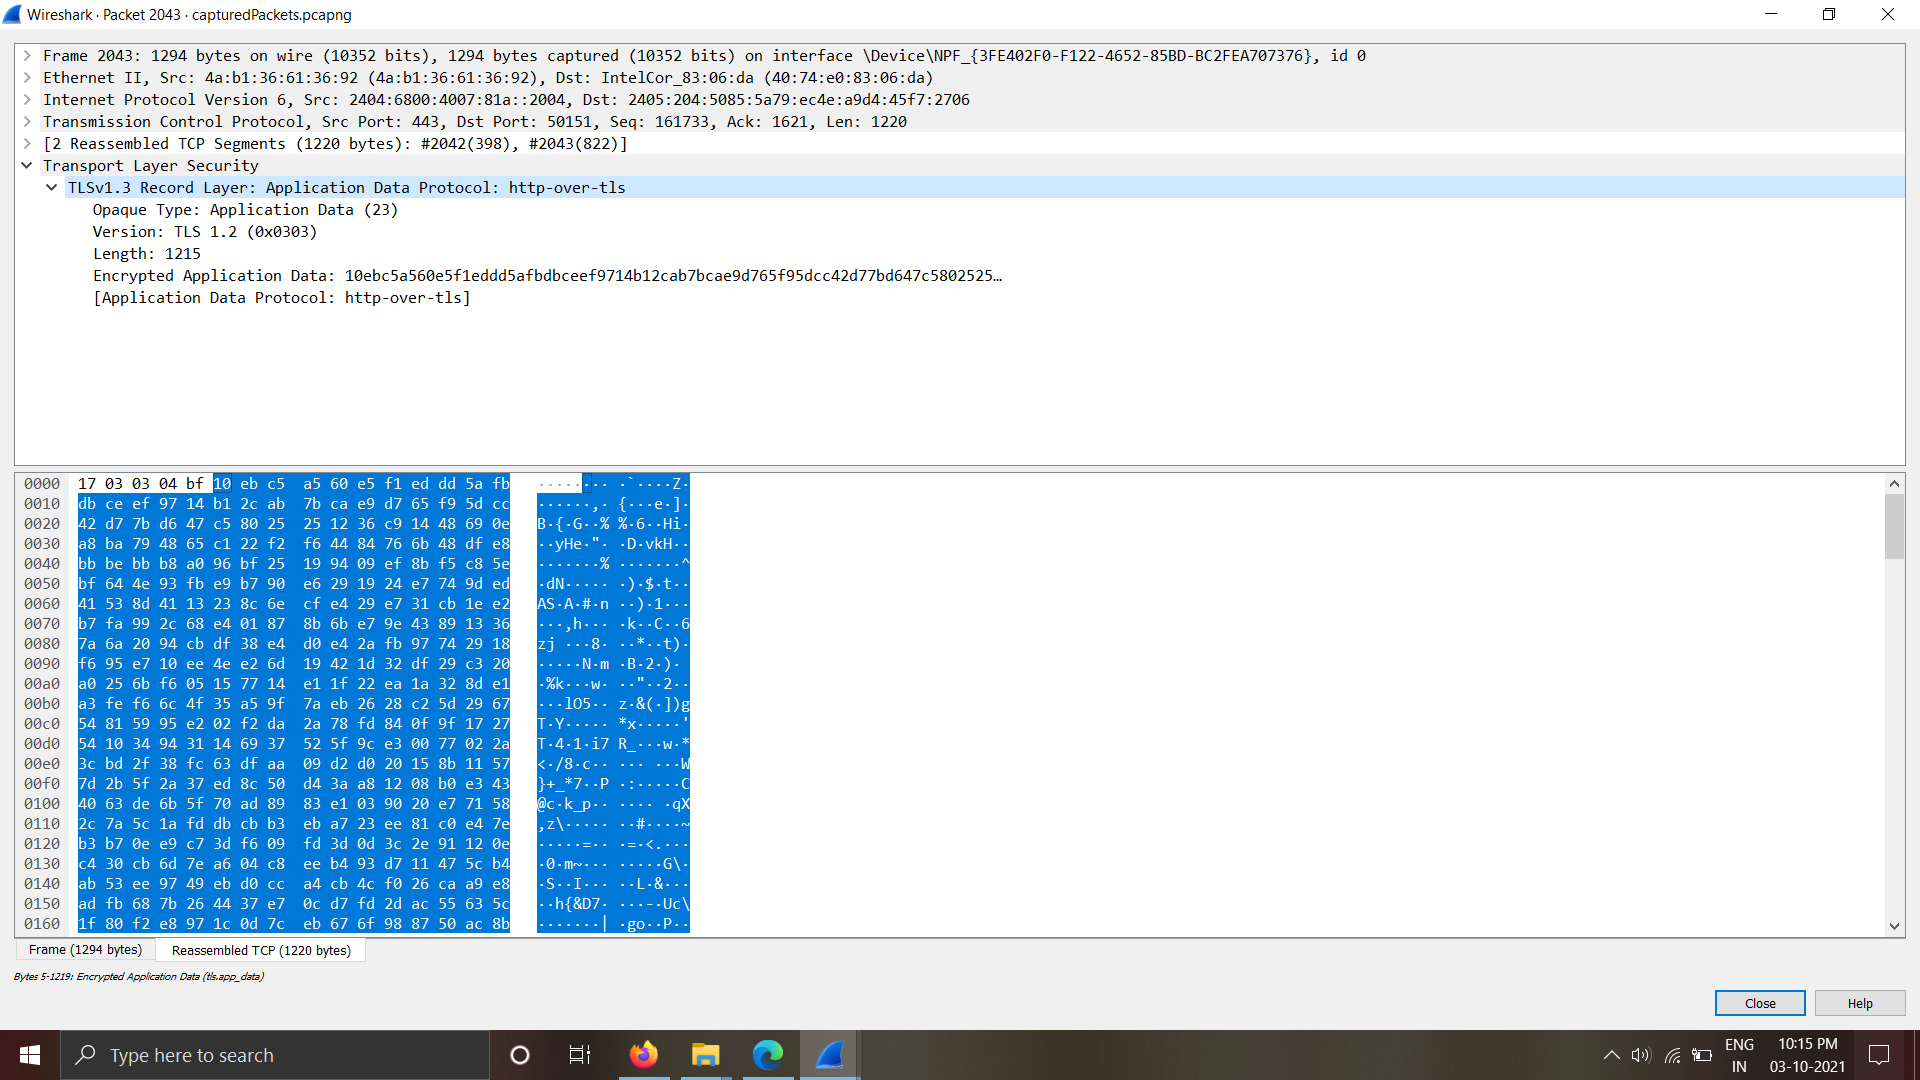 Wireshark · Packet 2043 · capturedPackets.pcapng
Frame 2043: 1294 bytes on wire (10352 bits), 1294 bytes captured (10352 bits) on interface \Device\NPF_{3FE402F0-F122-4652-85BD-BC2FEA707376}, id 0
Ethernet II, Src: 4a:b1:36:61:36:92 (4a:b1:36:61:36:92), Dst: IntelCor_83:06:da (40:74:e0:83:06:da)
Internet Protocol Version 6, Src: 2404:6800:4007:81a::2004, Dst: 2405:204:5085:5a79:ec4e:a9d4:45f7:2706
Transmission Control Protocol, Src Port: 443, Dst Port: 50151, Seq: 161733, Ack: 1621, Len: 1220
[2 Reassembled TCP Segments (1220 bytes): #2042(398), #2043(822)]
Transport Layer Security
TLSv1.3 Record Layer: Application Data Protocol: http-over-tls
Opaque Type: Application Data (23)
Version: TLS 1.2 (0x0303)
Length: 1215
Encrypted Application Data: 10ebc5a560e5f1eddd5afbdbceef9714b12cab7bcae9d765f95dcc42d77bd647c5802525…
[Application Data Protocol: http-over-tls]
0000 17 03 03 04 bf 10 eb c5 a5 60 e5 f1 ed dd 5a fb ········ ·`····Z·
0010 db ce ef 97 14 b1 2c ab 7b ca e9 d7 65 f9 5d cc ······,· {···e·]·
0020 42 d7 7b d6 47 c5 80 25 25 12 36 c9 14 48 69 0e B·{·G··% %·6··Hi·
0030 a8 ba 79 48 65 c1 22 f2 f6 44 84 76 6b 48 df e8 ··yHe·"· ·D·vkH··
0040 bb be bb b8 a0 96 bf 25 19 94 09 ef 8b f5 c8 5e ·······% ·······^
0050 bf 64 4e 93 fb e9 b7 90 e6 29 19 24 e7 74 9d ed ·dN····· ·)·$·t··
0060 41 53 8d 41 13 23 8c 6e cf e4 29 e7 31 cb 1e e2 AS·A·#·n ··)·1···
0070 b7 fa 99 2c 68 e4 01 87 8b 6b e7 9e 43 89 13 36 ···,h··· ·k··C··6
0080 7a 6a 20 94 cb df 38 e4 d0 e4 2a fb 97 74 29 18 zj ···8· ··*··t)·
0090 f6 95 e7 10 ee 4e e2 6d 19 42 1d 32 df 29 c3 20 ·····N·m ·B·2·)·
00a0 a0 25 6b f6 05 15 77 14 e1 1f 22 ea 1a 32 8d e1 ·%k···w· ··"··2··
00b0 a3 fe f6 6c 4f 35 a5 9f 7a eb 26 28 c2 5d 29 67 ···lO5·· z·&(·])g
00c0 54 81 59 95 e2 02 f2 da 2a 78 fd 84 0f 9f 17 27 T·Y····· *x·····'
00d0 54 10 34 94 31 14 69 37 52 5f 9c e3 00 77 02 2a T·4·1·i7 R_···w·*
00e0 3c bd 2f 38 fc 63 df aa 09 d2 d0 20 15 8b 11 57 <·/8·c·· ··· ···W
00f0 7d 2b 5f 2a 37 ed 8c 50 d4 3a a8 12 08 b0 e3 43 }+_*7··P ·:·····C
0100 40 63 de 6b 5f 70 ad 89 83 e1 03 90 20 e7 71 58 @c·k_p·· ···· ·qX
0110 2c 7a 5c 1a fd db cb b3 eb a7 23 ee 81 c0 e4 7e ,z\····· ··#····~
0120 b3 b7 0e e9 c7 3d f6 09 fd 3d 0d 3c 2e 91 12 0e ·····=·· ·=·<.···
0130 c4 30 cb 6d 7e a6 04 c8 ee b4 93 d7 11 47 5c b4 ·0·m~··· ·····G\·
0140 ab 53 ee 97 49 eb d0 cc a4 cb 4c f0 26 ca a9 e8 ·S··I··· ··L·&···
0150 ad fb 68 7b 26 44 37 e7 0c d7 fd 2d ac 55 63 5c ··h{&D7· ···-·Uc\
0160 1f 80 f2 e8 97 1c 0d 7c eb 67 6f 98 87 50 ac 8b ·······| ·go··P··
Frame (1294 bytes) Reassembled TCP (1220 bytes)
Bytes 5-1219: Encrypted Application Data (tls.app_data)
Close Help
Type here to search
ENG 10:15 PM
IN 03-10-2021